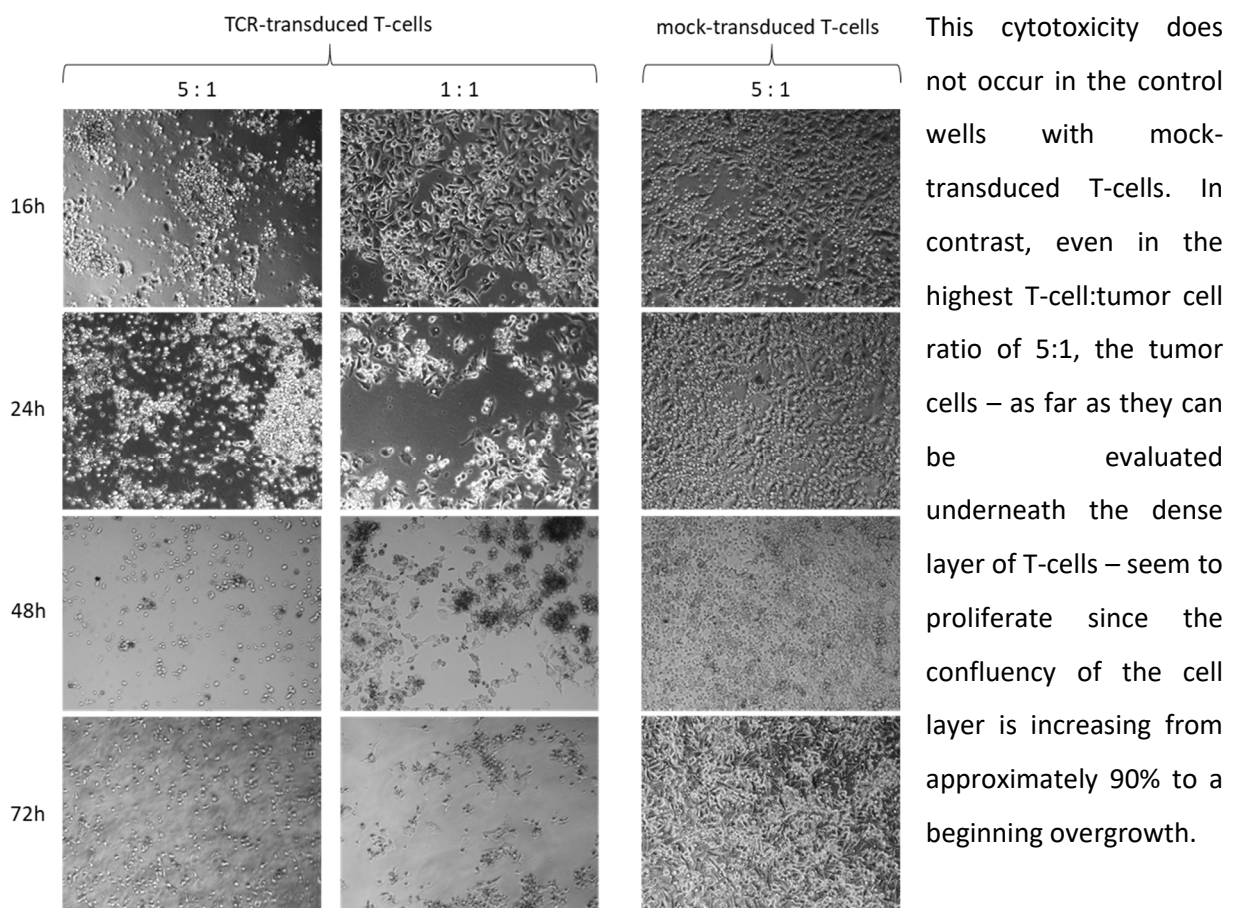 TCR-transduced T-cells
mock-transduced T-cells
5 : 1
1 : 1
5 : 1
16h
24h
48h
72h
This cytotoxicity does
not occur in the control
wells with mock-
transduced T-cells. In
contrast, even in the
highest T-cell:tumor cell
ratio of 5:1, the tumor
cells – as far as they can
be evaluated
underneath the dense
layer of T-cells – seem to
proliferate since the
confluency of the cell
layer is increasing from
approximately 90% to a
beginning overgrowth.